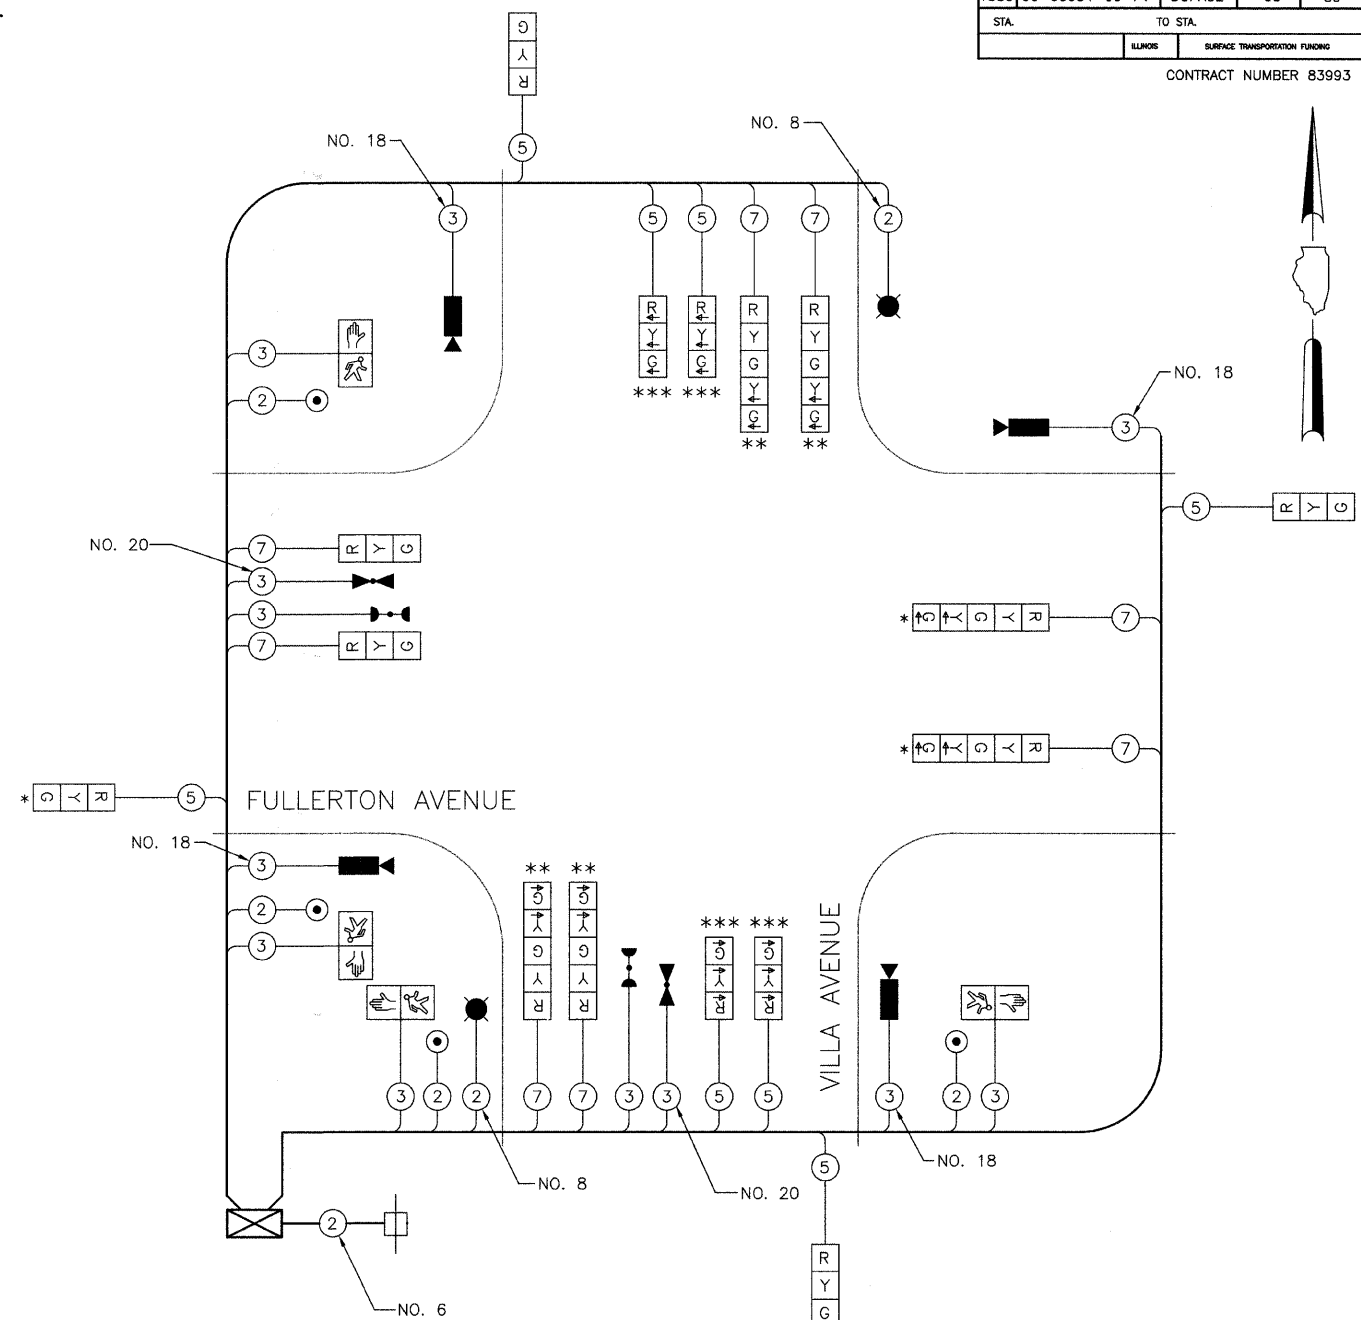 STA. TO STA.
ILLINOIS SURFACE TRANSPORTATION FUNDING
CONTRACT NUMBER 83993
G
Y
R
5
NO. 18
NO. 8
3
5
5
7
7
2
R Y G
***
R Y G
***
R Y G Y G
**
R Y G Y G
**
3
2
NO. 18
3
5
R Y G
NO. 20
7
R Y G
3
3
7
R Y G
* G Y G Y R
7
* G Y G Y R
7
* G Y R
5
FULLERTON AVENUE
NO. 18
3
2
3
**
G Y G Y R
**
G Y G Y R
***
G Y R
***
G Y R
VILLA AVENUE
3
2
2
7
7
3
3
5
5
3
2
3
NO. 8
NO. 20
NO. 18
5
R
Y
G
2
NO. 6